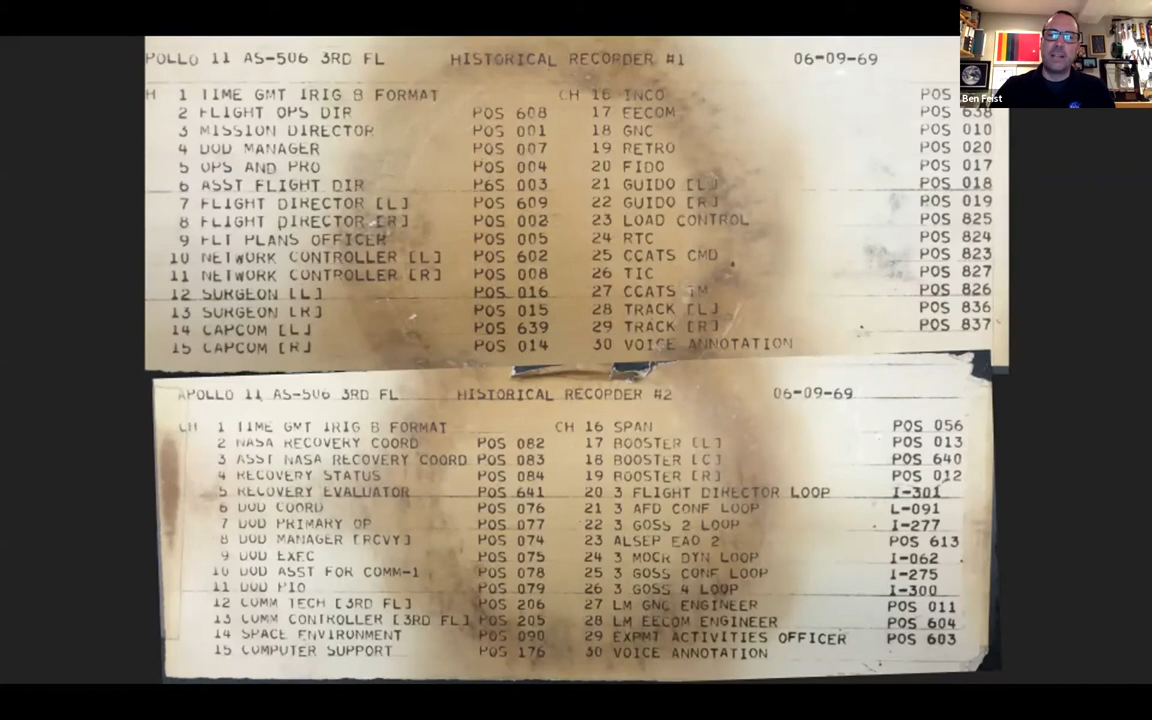 POLLO 11 AS-506 3RD FL HISTORICAL RECORDER #1 06-09-69
H 1 TIME GMT IRIG B FORMAT CH 16 INCO POS
2 FLIGHT OPS DIR POS 608 17 EECOM POS 638
3 MISSION DIRECTOR POS 001 18 GNC POS 010
4 DOD MANAGER POS 007 19 RETRO POS 020
5 OPS AND PRO POS 004 20 FIDO POS 017
6 ASST FLIGHT DIR POS 003 21 GUIDO [L] POS 018
7 FLIGHT DIRECTOR [L] POS 609 22 GUIDO [R] POS 019
8 FLIGHT DIRECTOR [R] POS 002 23 LOAD CONTROL POS 825
9 FLT PLANS OFFICER POS 005 24 RTC POS 824
10 NETWORK CONTROLLER [L] POS 602 25 CCATS CMD POS 823
11 NETWORK CONTROLLER [R] POS 008 26 TIC POS 827
12 SURGEON [L] POS 016 27 CCATS TM POS 826
13 SURGEON [R] POS 015 28 TRACK [L] POS 836
14 CAPCOM [L] POS 639 29 TRACK [R] POS 837
15 CAPCOM [R] POS 014 30 VOICE ANNOTATION
APOLLO 11 AS-506 3RD FL HISTORICAL RECORDER #2 06-09-69
CH 1 TIME GMT IRIG B FORMAT CH 16 SPAN POS 056
2 NASA RECOVERY COORD POS 082 17 BOOSTER [L] POS 013
3 ASST NASA RECOVERY COORD POS 083 18 BOOSTER [C] POS 640
4 RECOVERY STATUS POS 084 19 BOOSTER [R] POS 012
5 RECOVERY EVALUATOR POS 641 20 3 FLIGHT DIRECTOR LOOP I-301
6 DOD COORD POS 076 21 3 AFD CONF LOOP L-091
7 DOD PRIMARY OP POS 077 22 3 GOSS 2 LOOP I-277
8 DOD MANAGER [RCVY] POS 074 23 ALSEP EAO 2 POS 613
9 DOD EXEC POS 075 24 3 MOCR DYN LOOP I-062
10 DOD ASST FOR COMM-1 POS 078 25 3 GOSS CONF LOOP I-275
11 DOD PIO POS 079 26 3 GOSS 4 LOOP I-300
12 COMM TECH [3RD FL] POS 206 27 LM GNC ENGINEER POS 011
13 COMM CONTROLLER [3RD FL] POS 205 28 LM EECOM ENGINEER POS 604
14 SPACE ENVIRONMENT POS 090 29 EXPMT ACTIVITIES OFFICER POS 603
15 COMPUTER SUPPORT POS 176 30 VOICE ANNOTATION
Ben Feist